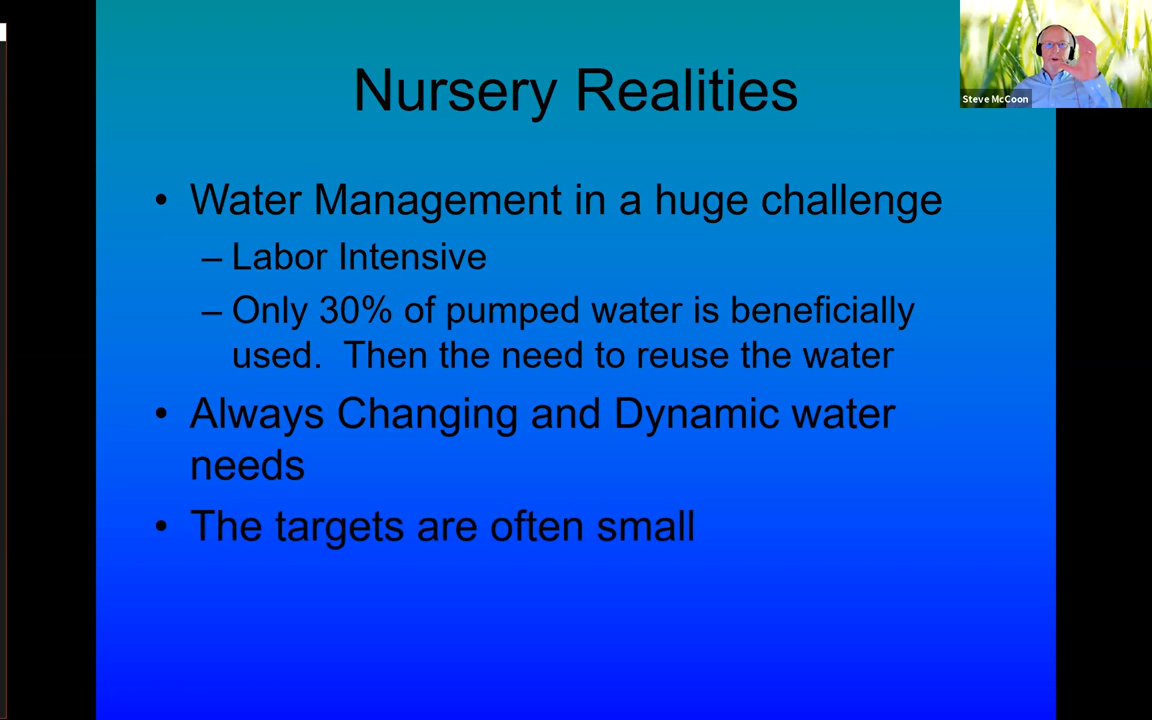 Nursery Realities
Steve McCoon
• Water Management in a huge challenge
– Labor Intensive
– Only 30% of pumped water is beneficially
used.  Then the need to reuse the water
• Always Changing and Dynamic water
needs
• The targets are often small